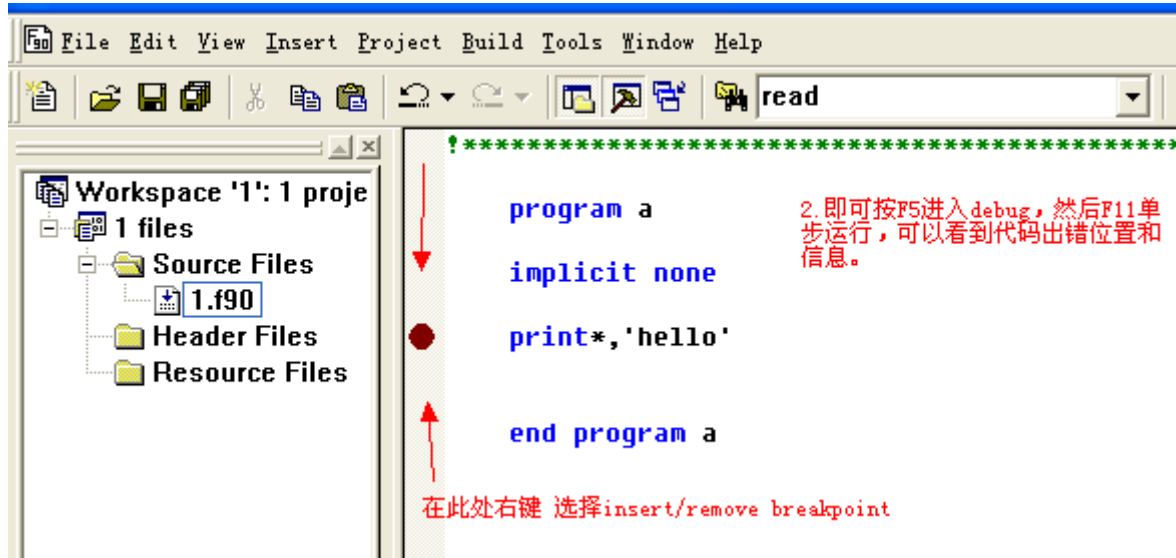 File Edit View Insert Project Build Tools Window Help
read
Workspace '1': 1 proje
1 files
Source Files
1.f90
Header Files
Resource Files
!*********************************************
program a
implicit none
print*,'hello'
end program a
2.即可按F5进入debug，然后F11单
步运行，可以看到代码出错位置和
信息。
在此处右键 选择insert/remove breakpoint